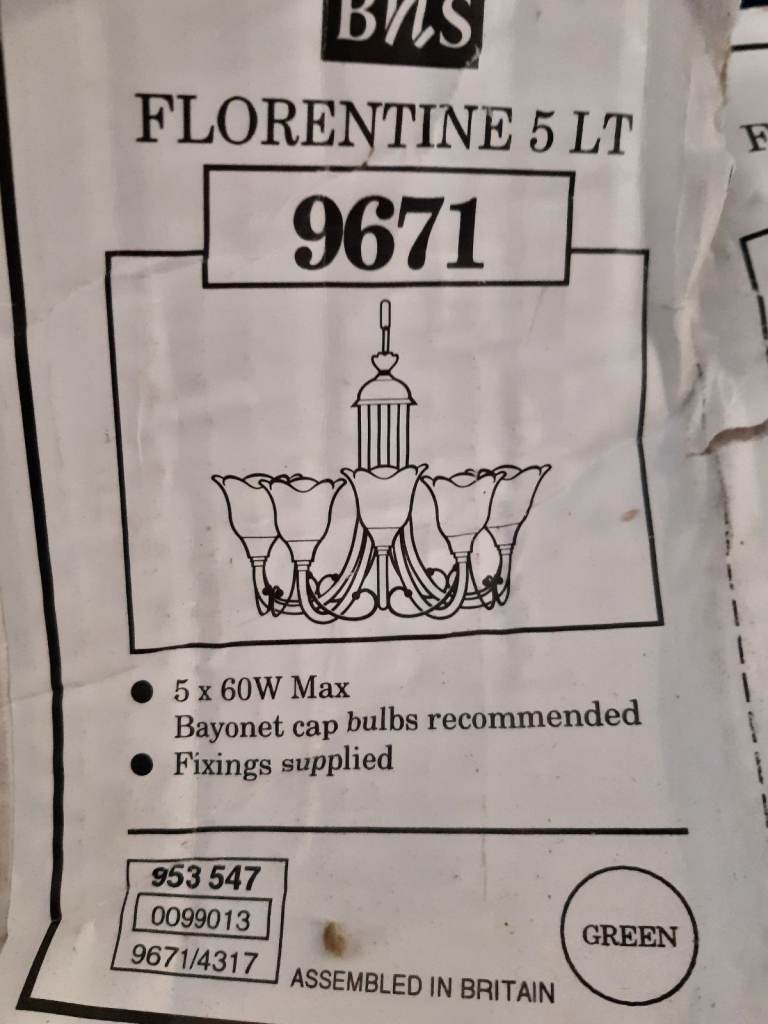 BHS
FLORENTINE 5 LT
9671
● 5 x 60W Max
Bayonet cap bulbs recommended
● Fixings supplied
953 547
0099013
9671/4317
ASSEMBLED IN BRITAIN
GREEN
F